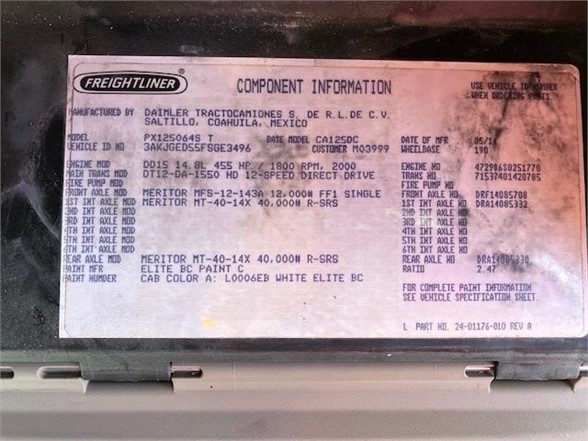 FREIGHTLINER
COMPONENT INFORMATION
USE VEHICLE ID NUMBER
WHEN ORDERING PARTS
MANUFACTURED BY DAIMLER TRACTOCAMIONES S. DE R.L.DE C.V.
SALTILLO, COAHUILA, MEXICO
MODEL PX125064S T BASE MODEL CA125DC DATE OF MFG
VEHICLE ID NO 3AKJGED55FSGE3496 CUSTOMER MO3999 WHEELBASE 190
ENGINE MOD DD15 14.8L 455 HP / 1800 RPM, 2000 ENGINE NO 472906S0251778
MAIN TRANS MOD DT12-DA-1550 HD 12-SPEED DIRECT DRIVE TRANS NO 71537401420785
FIRE PUMP MOD FIRE PUMP NO
FRONT AXLE MOD MERITOR MFS-12-143A 12,000# FF1 SINGLE FRONT AXLE NO DRF14085708
1ST INT AXLE MOD MERITOR MT-40-14X 40,000# R-SRS 1ST INT AXLE NO DRA14085332
2ND INT AXLE MOD 2ND INT AXLE NO
3RD INT AXLE MOD 3RD INT AXLE NO
4TH INT AXLE MOD 4TH INT AXLE NO
5TH INT AXLE MOD 5TH INT AXLE NO
6TH INT AXLE MOD 6TH INT AXLE NO
REAR AXLE MOD MERITOR MT-40-14X 40,000# R-SRS REAR AXLE NO DRA14085330
PAINT MFR ELITE BC PAINT C RATIO 2.47
PAINT NUMBER CAB COLOR A: L0006EB WHITE ELITE BC
FOR COMPLETE PAINT INFORMATION
SEE VEHICLE SPECIFICATION SHEET
L PART NO. 24-01176-010 REV A